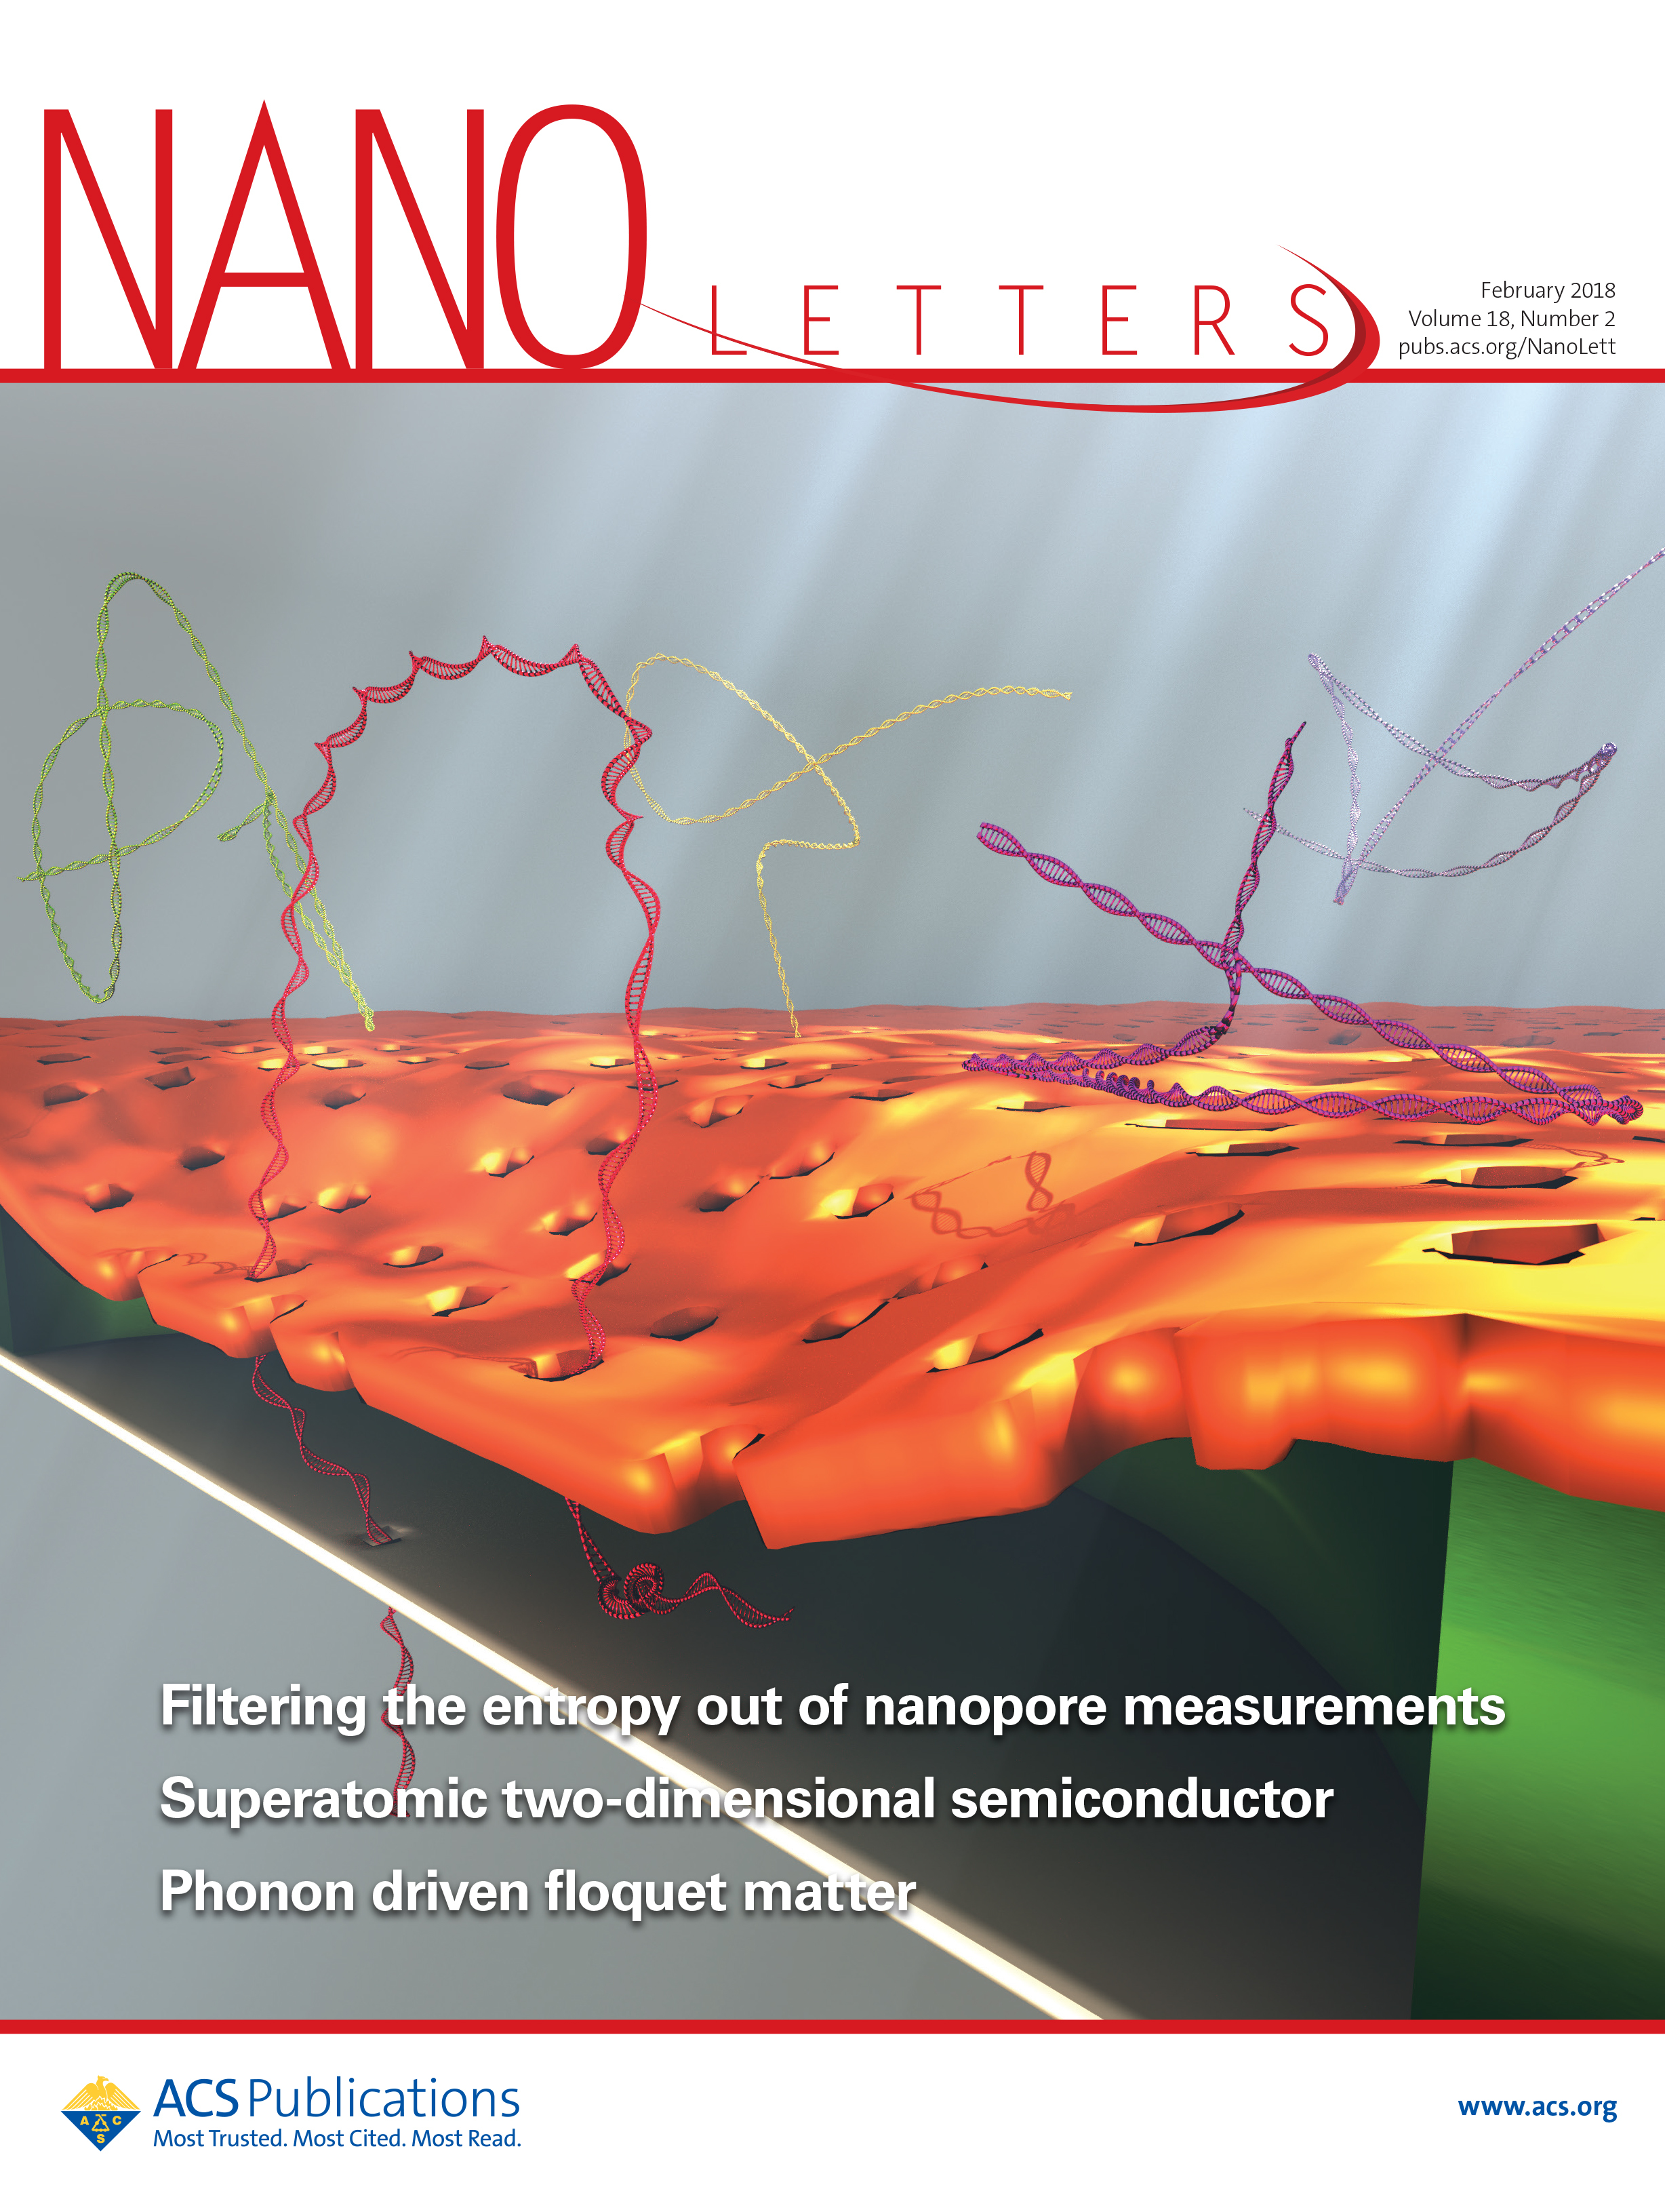 NANO LETTERS
February 2018
Volume 18, Number 2
pubs.acs.org/NanoLett
Filtering the entropy out of nanopore measurements
Superatomic two-dimensional semiconductor
Phonon driven floquet matter
A C S
ACS Publications
Most Trusted. Most Cited. Most Read.
www.acs.org